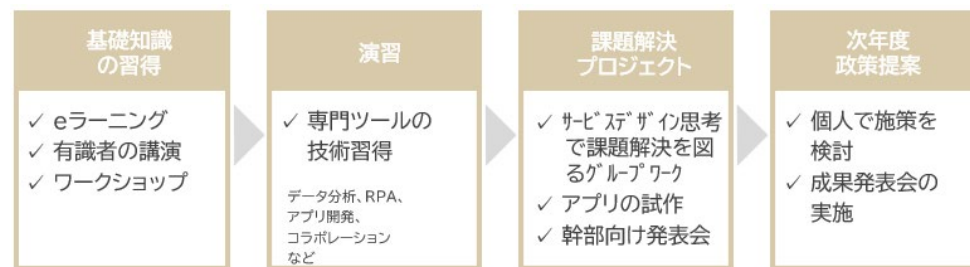 基礎知識
の習得
✓ eラーニング
✓ 有識者の講演
✓ ワークショップ
演習
✓ 専門ツールの
技術習得
データ分析、RPA、
アプリ開発、
コラボレーション
など
課題解決
プロジェクト
✓ サービスデザイン思考
で課題解決を図
るグループワーク
✓ アプリの試作
✓ 幹部向け発表会
次年度
政策提案
✓ 個人で施策を
検討
✓ 成果発表会の
実施